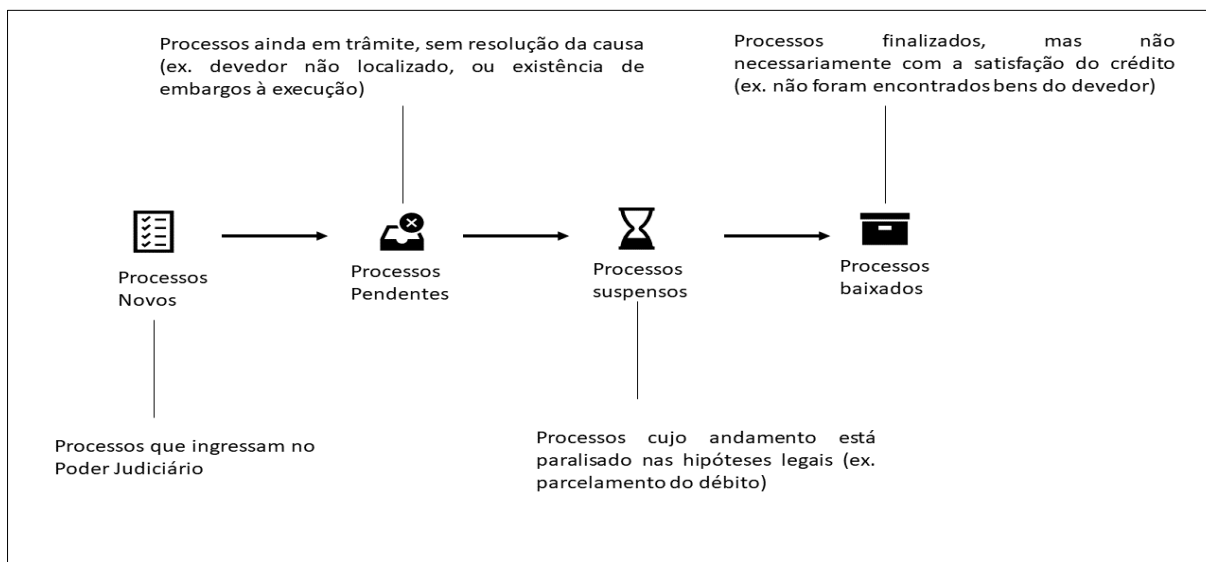 Processos ainda em trâmite, sem resolução da causa
(ex. devedor não localizado, ou existência de
embargos à execução)
Processos finalizados, mas não
necessariamente com a satisfação do crédito
(ex. não foram encontrados bens do devedor)
Processos
Novos
Processos
Pendentes
Processos
suspensos
Processos
baixados
Processos que ingressam no
Poder Judiciário
Processos cujo andamento está
paralisado nas hipóteses legais (ex.
parcelamento do débito)